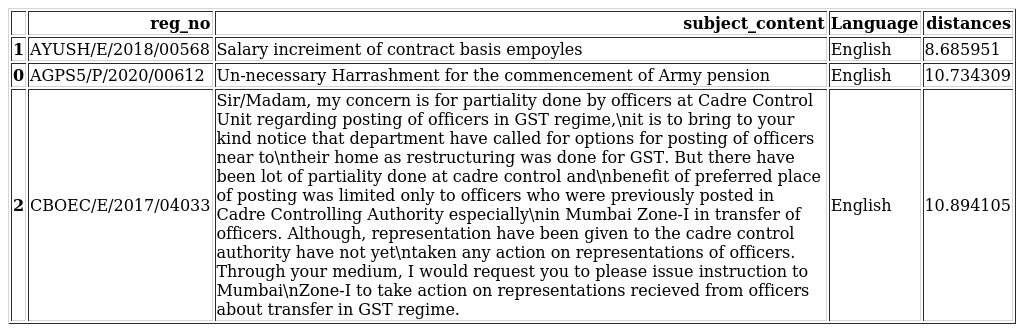 reg_no subject_content Language distances
1 AYUSH/E/2018/00568 Salary increiment of contract basis empoyles English 8.685951
0 AGPS5/P/2020/00612 Un-necessary Harrashment for the commencement of Army pension English 10.734309
Sir/Madam, my concern is for partiality done by officers at Cadre Control
Unit regarding posting of officers in GST regime,\nit is to bring to your
kind notice that department have called for options for posting of officers
near to\ntheir home as restructuring was done for GST. But there have
been lot of partiality done at cadre control and\nbenefit of preferred place
of posting was limited only to officers who were previously posted in
2 CBOEC/E/2017/04033 Cadre Controlling Authority especially\nin Mumbai Zone-I in transfer of English 10.894105
officers. Although, representation have been given to the cadre control
authority have not yet\ntaken any action on representations of officers.
Through your medium, I would request you to please issue instruction to
Mumbai\nZone-I to take action on representations recieved from officers
about transfer in GST regime.